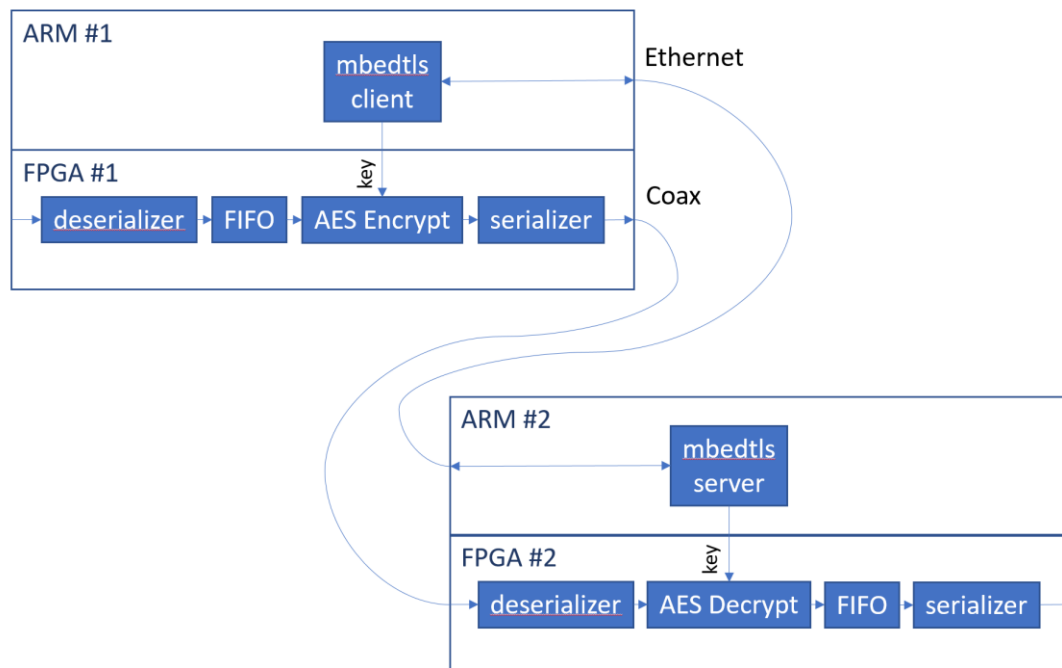 ARM #1
mbedtls
client
Ethernet
key
FPGA #1
Coax
deserializer
FIFO
AES Encrypt
serializer
ARM #2
mbedtls
server
key
FPGA #2
deserializer
AES Decrypt
FIFO
serializer